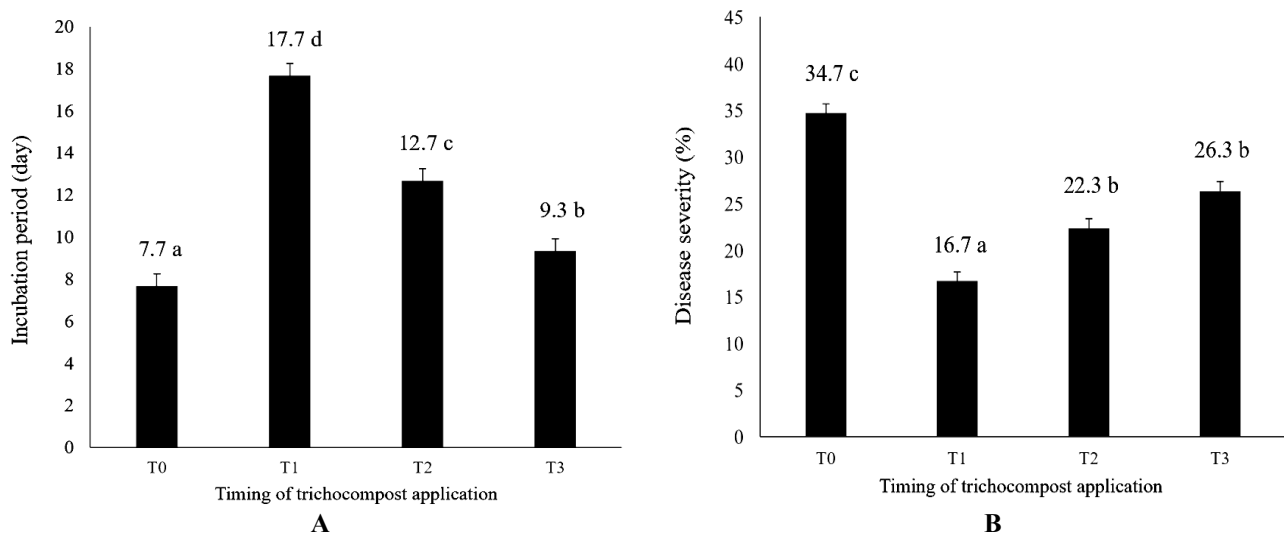 20
18
16
14
12
10
8
6
4
2
0
Incubation period (day)
7.7 a
17.7 d
12.7 c
9.3 b
T0 T1 T2 T3
Timing of trichocompost application
A
45
40
35
30
25
20
15
10
5
0
Disease severity (%)
34.7 c
16.7 a
22.3 b
26.3 b
T0 T1 T2 T3
Timing of trichocompost application
B